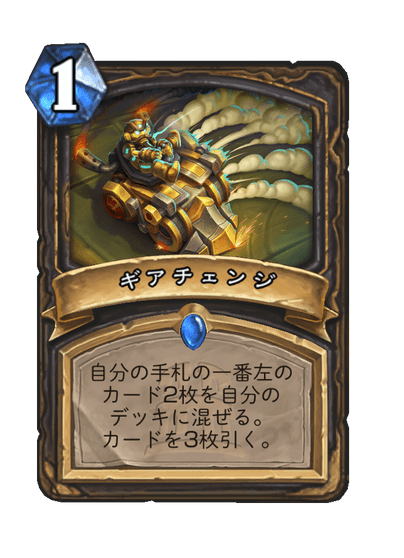 1
ギアチェンジ
自分の手札の一番左の
カード2枚を自分の
デッキに混ぜる。
カードを3枚引く。